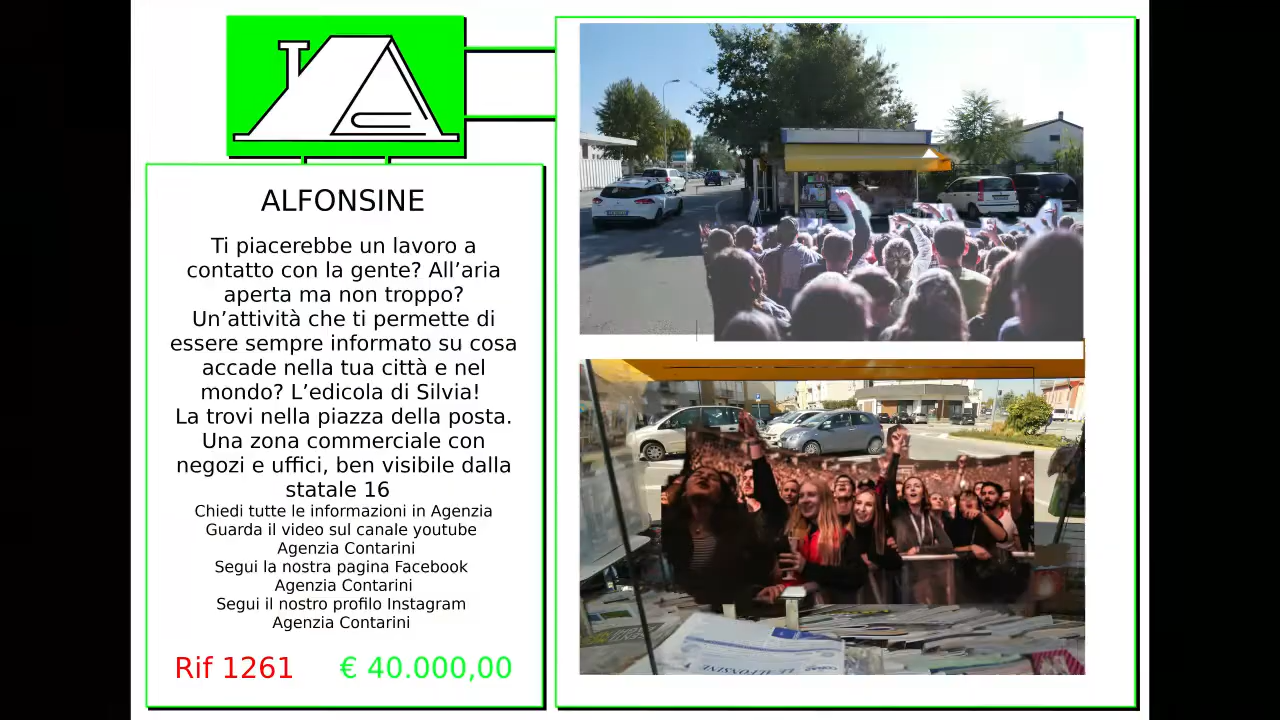 ALFONSINE
Ti piacerebbe un lavoro a
contatto con la gente? All’aria
aperta ma non troppo?
Un’attività che ti permette di
essere sempre informato su cosa
accade nella tua città e nel
mondo? L’edicola di Silvia!
La trovi nella piazza della posta.
Una zona commerciale con
negozi e uffici, ben visibile dalla
statale 16
Chiedi tutte le informazioni in Agenzia
Guarda il video sul canale youtube
Agenzia Contarini
Segui la nostra pagina Facebook
Agenzia Contarini
Segui il nostro profilo Instagram
Agenzia Contarini
Rif 1261 € 40.000,00